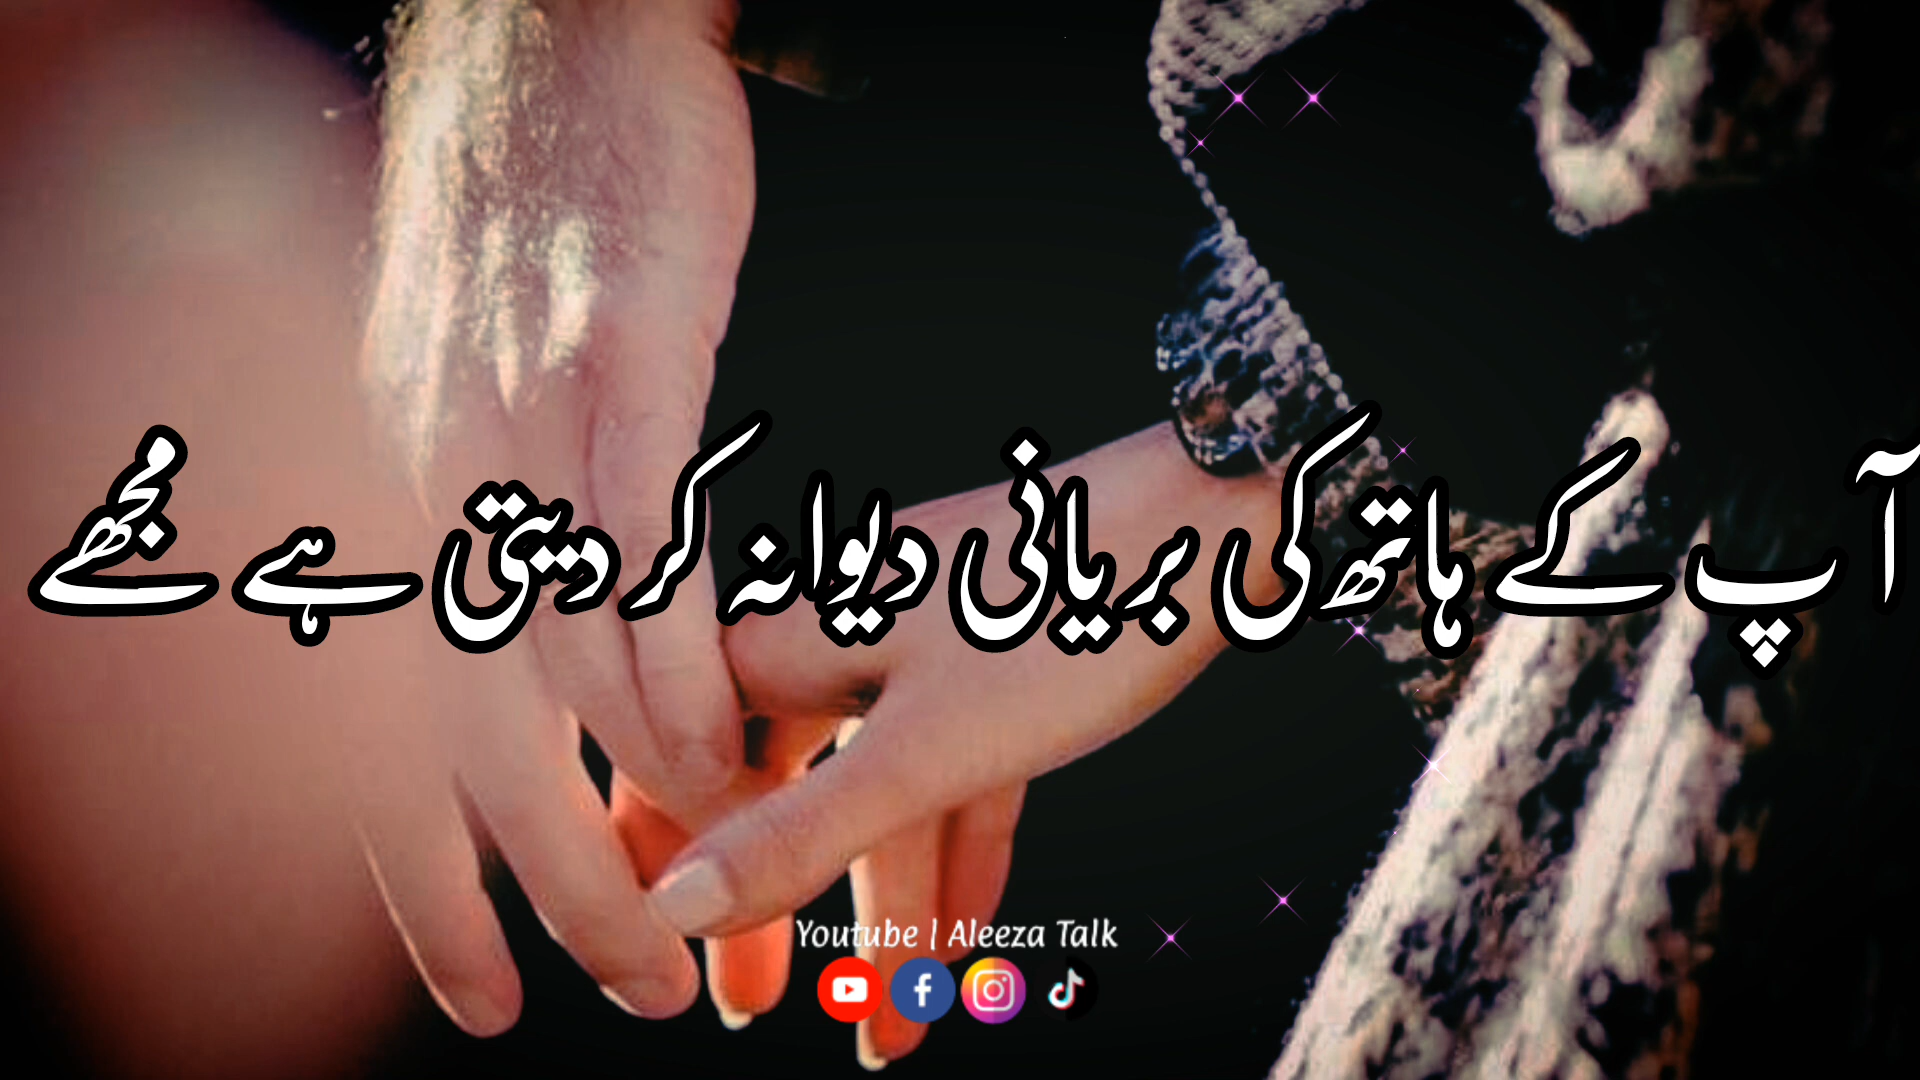 آپ کے ہاتھ کی بریانی دیوانہ کر دیتی ہے مجھے
Youtube | Aleeza Talk